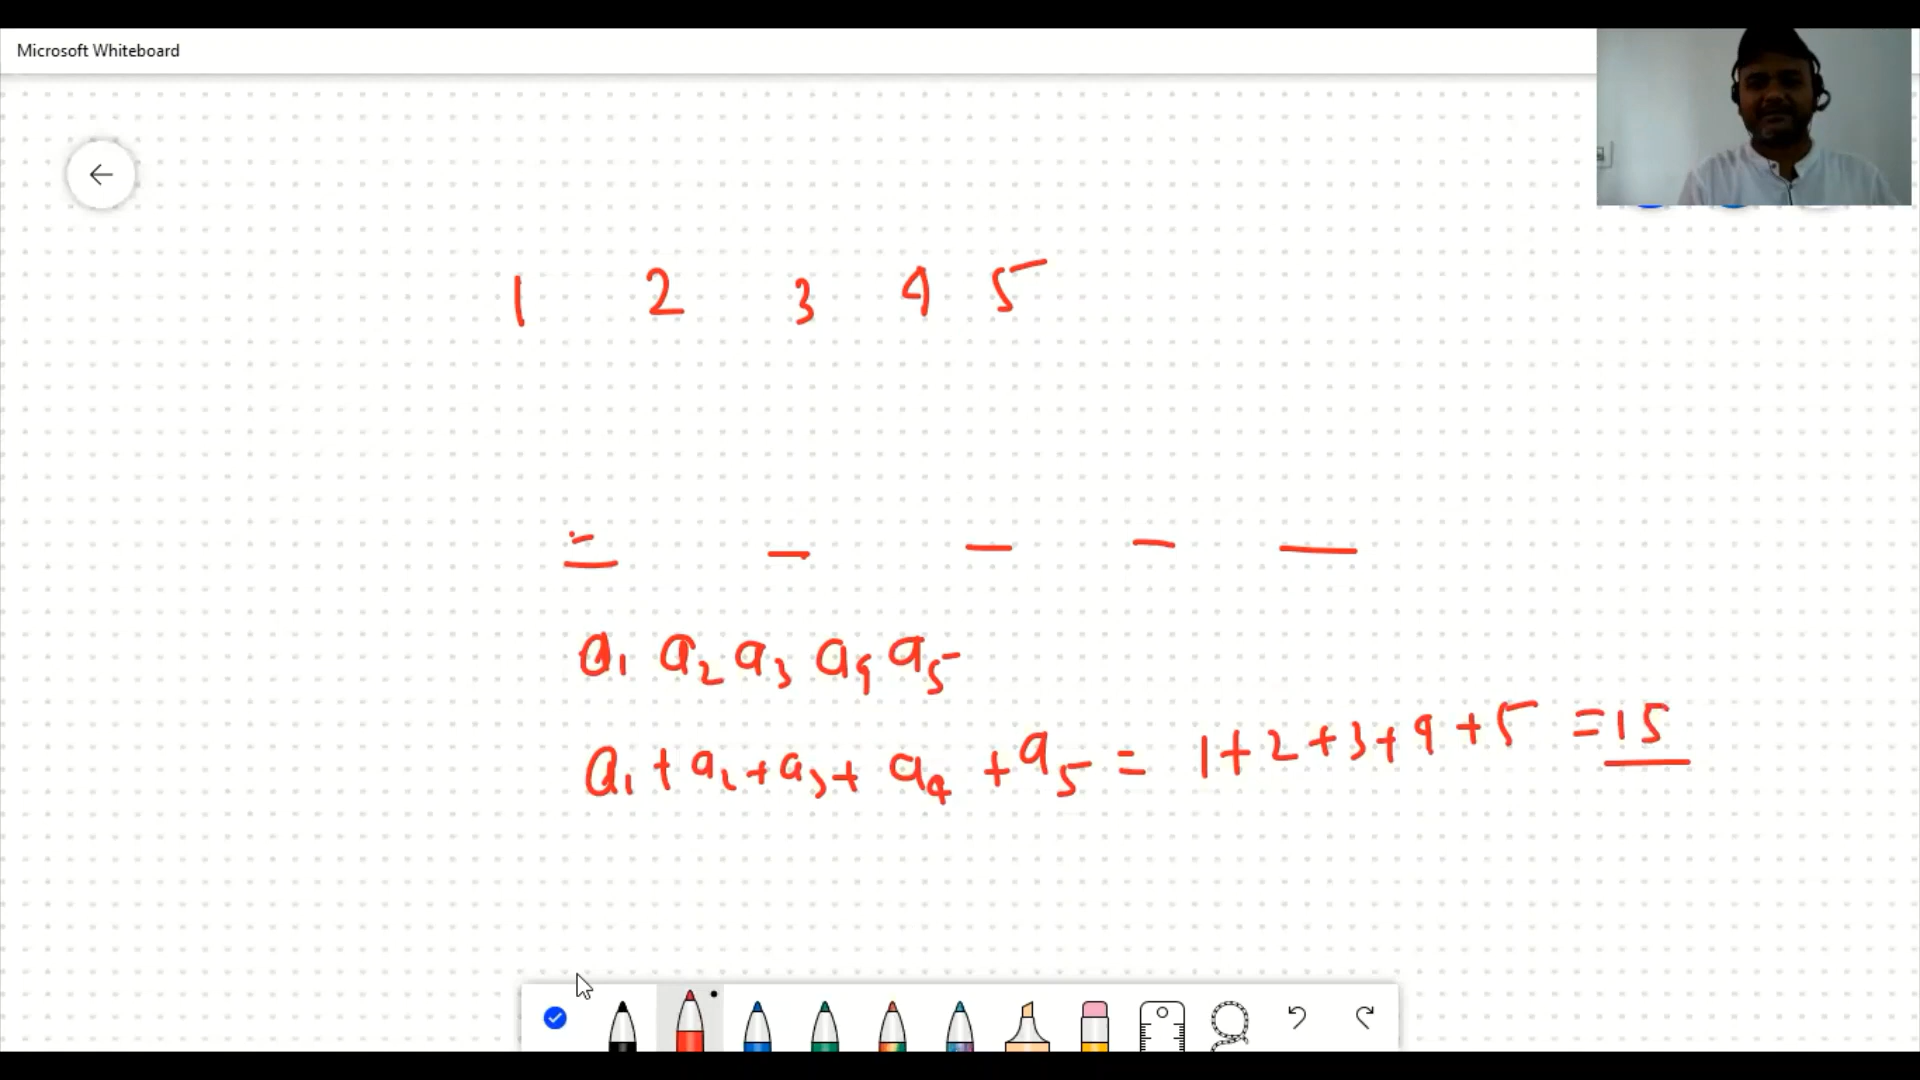 Microsoft Whiteboard
1 2 3 4 5
a₁ a₂ a₃ a₄ a₅
a₁ + a₂ + a₃ + a₄ + a₅ = 1 + 2 + 3 + 4 + 5 = 15